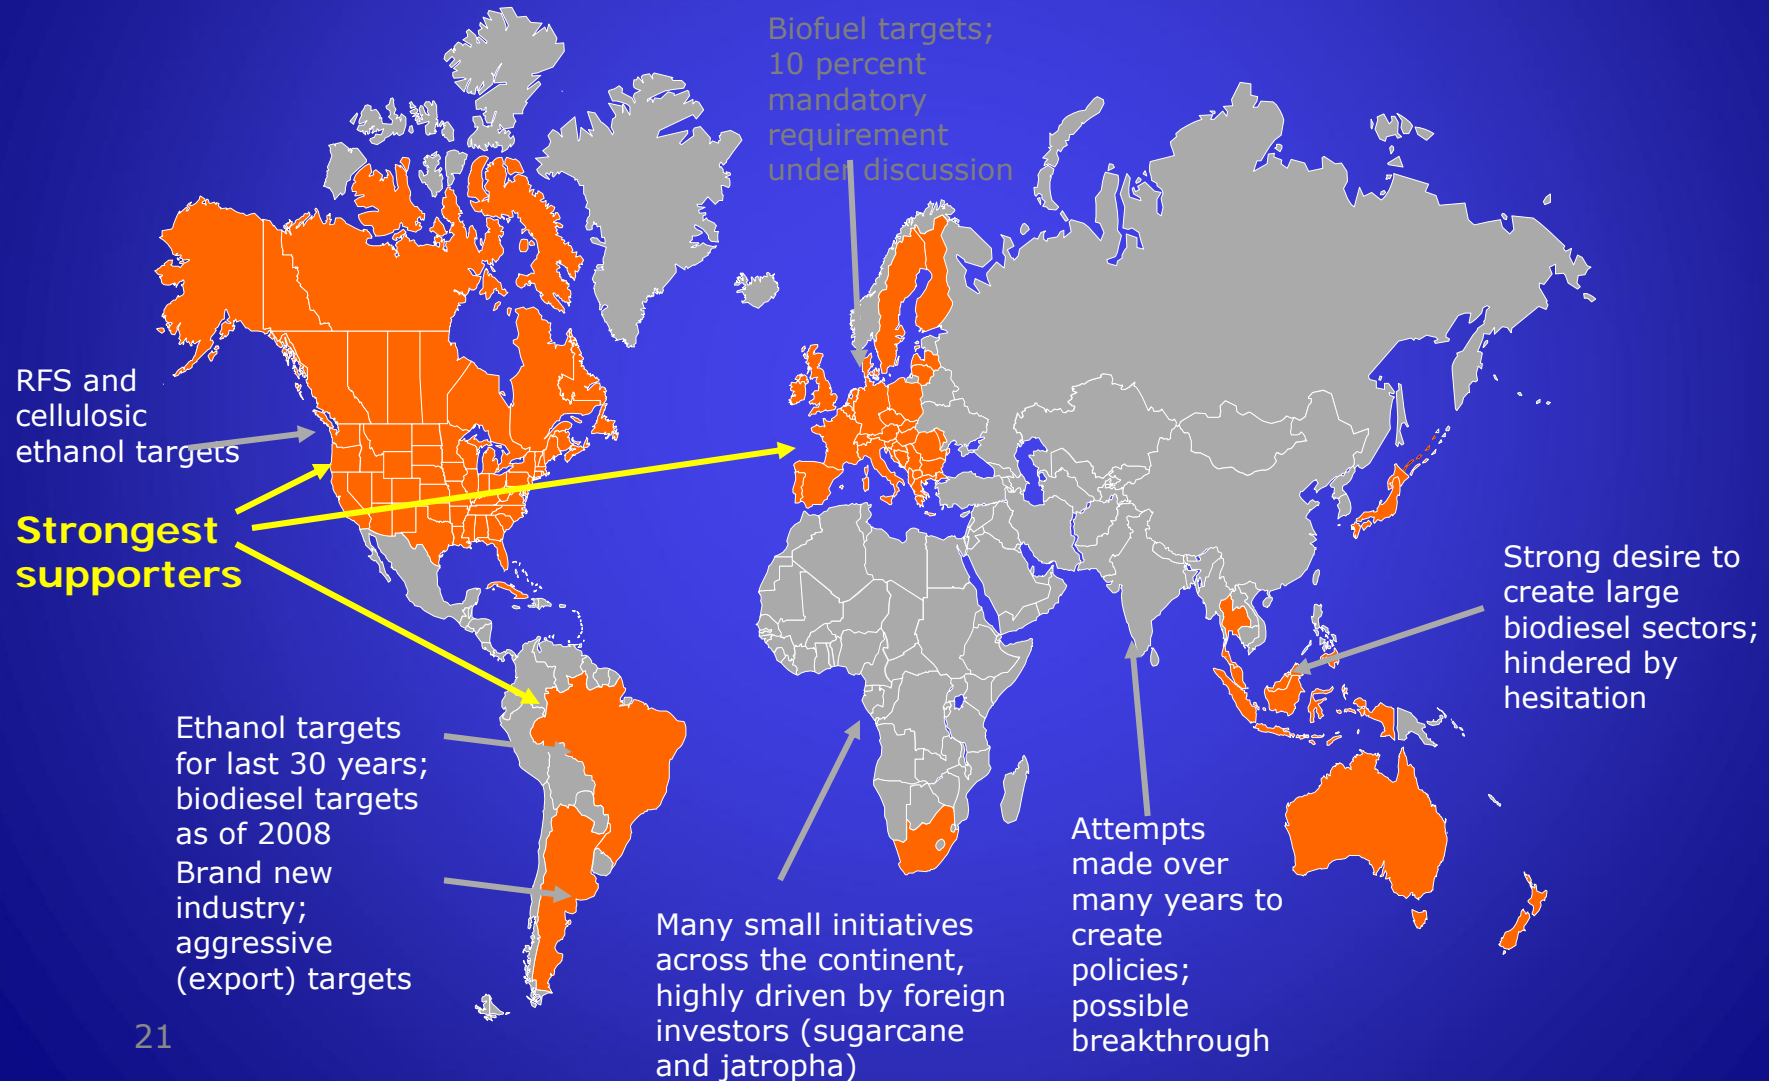 Biofuel targets;
10 percent
mandatory
requirement
under discussion
RFS and
cellulosic
ethanol targets
Strongest
supporters
Strong desire to
create large
biodiesel sectors;
hindered by
hesitation
Ethanol targets
for last 30 years;
biodiesel targets
as of 2008
Brand new
industry;
aggressive
(export) targets
Many small initiatives
across the continent,
highly driven by foreign
investors (sugarcane
and jatropha)
Attempts
made over
many years to
create
policies;
possible
breakthrough
21